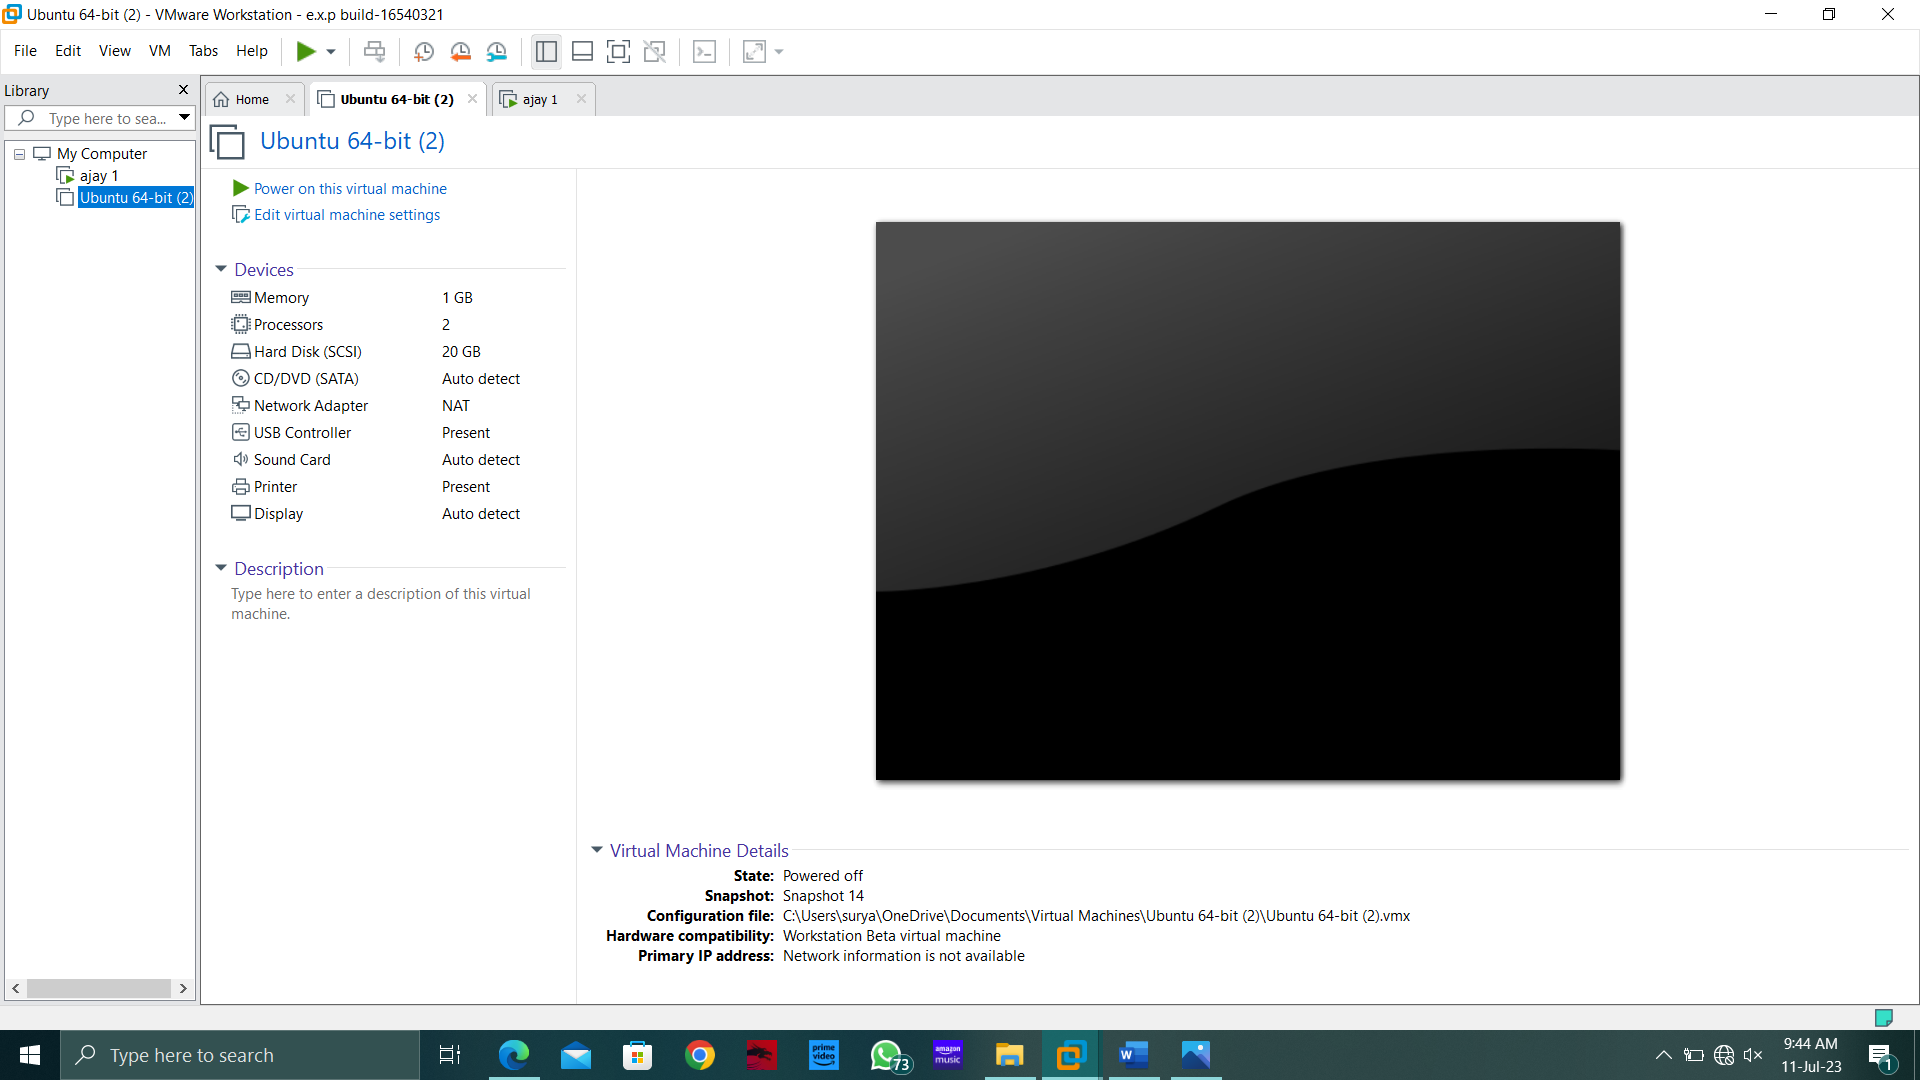 Ubuntu 64-bit (2) - VMware Workstation - e.x.p build-16540321
File Edit View VM Tabs Help
Library
Type here to sea...
My Computer
ajay 1
Ubuntu 64-bit (2)
Home
Ubuntu 64-bit (2)
ajay 1
Ubuntu 64-bit (2)
Power on this virtual machine
Edit virtual machine settings
Devices
Memory 1 GB
Processors 2
Hard Disk (SCSI) 20 GB
CD/DVD (SATA) Auto detect
Network Adapter NAT
USB Controller Present
Sound Card Auto detect
Printer Present
Display Auto detect
Description
Type here to enter a description of this virtual
machine.
Virtual Machine Details
State: Powered off
Snapshot: Snapshot 14
Configuration file: C:\Users\surya\OneDrive\Documents\Virtual Machines\Ubuntu 64-bit (2)\Ubuntu 64-bit (2).vmx
Hardware compatibility: Workstation Beta virtual machine
Primary IP address: Network information is not available
Type here to search
prime
video
73
amazon
music
W
9:44 AM
11-Jul-23
1